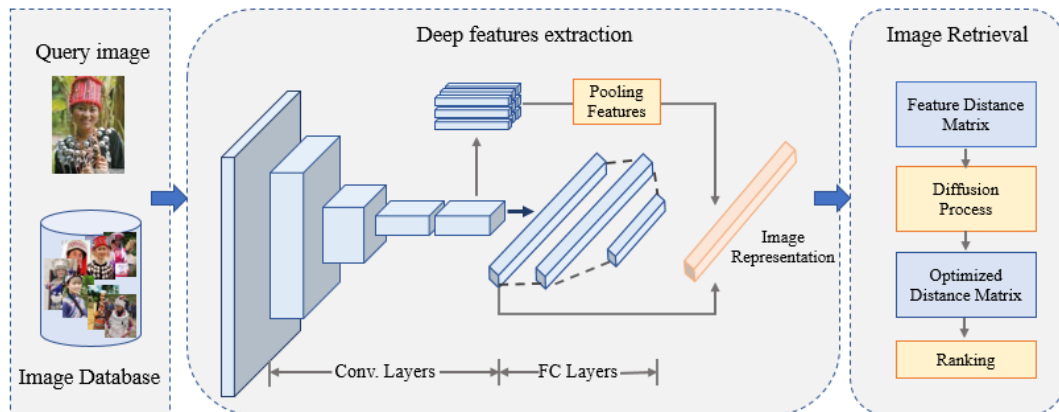 Query image
Image Database
Deep features extraction
Pooling
Features
Image
Representation
Conv. Layers
FC Layers
Image Retrieval
Feature Distance
Matrix
Diffusion
Process
Optimized
Distance Matrix
Ranking